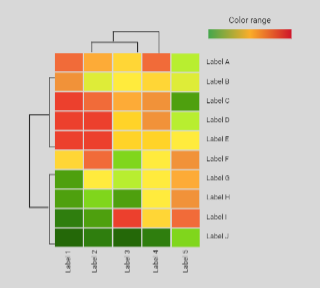 Color range
Label A
Label B
Label C
Label D
Label E
Label F
Label G
Label H
Label I
Label J
Label 1
Label 2
Label 3
Label 4
Label 5